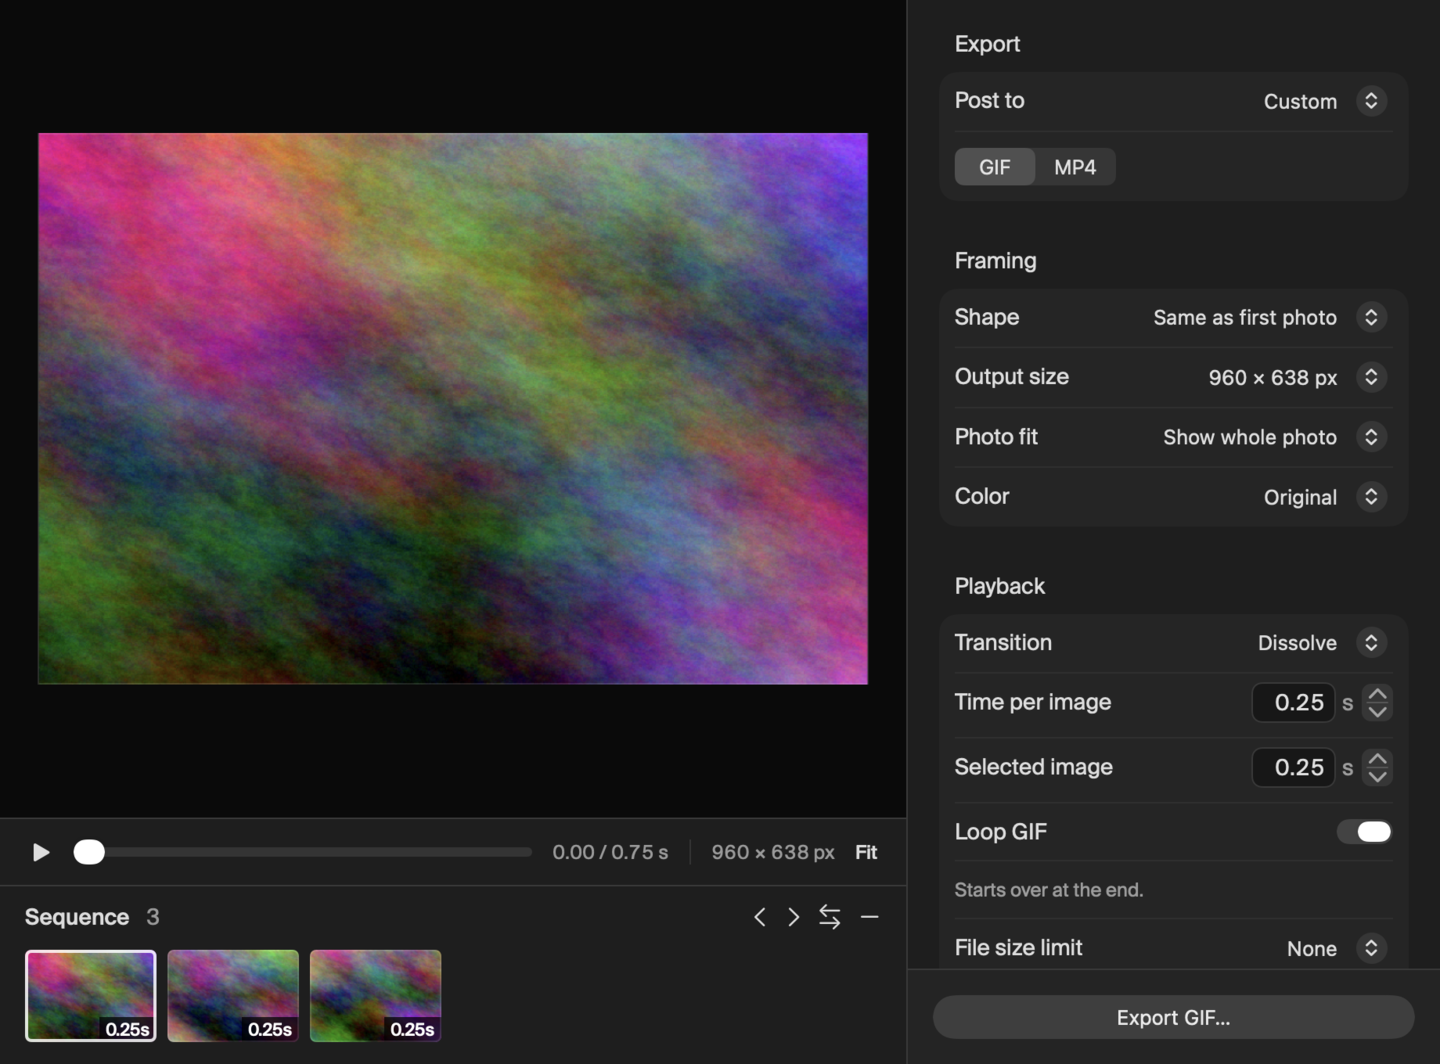 Export
Post to Custom
GIF MP4
Framing
Shape Same as first photo
Output size 960 × 638 px
Photo fit Show whole photo
Color Original
Playback
Transition Dissolve
Time per image 0.25 s
Selected image 0.25 s
Loop GIF
Starts over at the end.
File size limit None
Export GIF...
0.00 / 0.75 s 960 × 638 px Fit
Sequence 3
0.25s 0.25s 0.25s